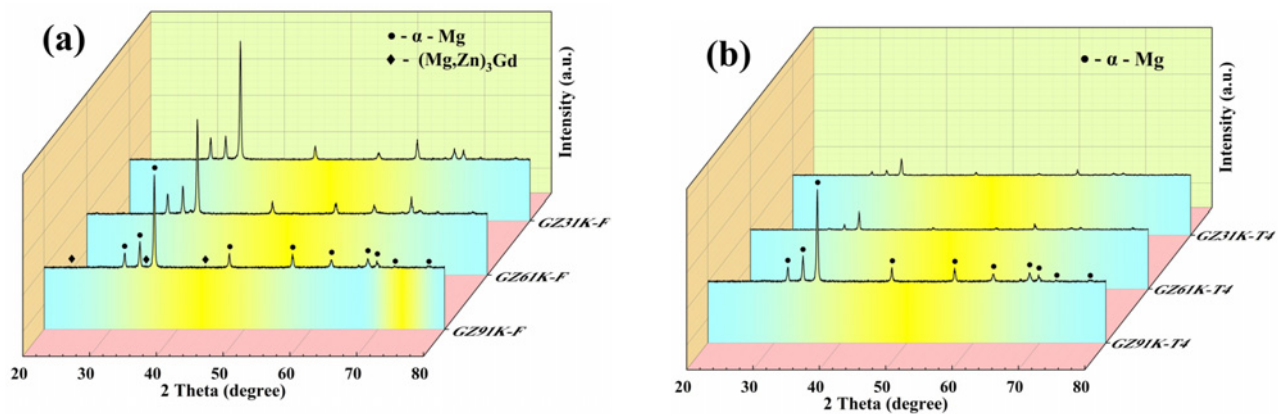 (a)
● - α - Mg
◆ - (Mg,Zn)₃Gd
Intensity (a.u.)
GZ31K-F
GZ61K-F
GZ91K-F
20 30 40 50 60 70 80
2 Theta (degree)
(b)
● - α - Mg
Intensity (a.u.)
GZ31K-T4
GZ61K-T4
GZ91K-T4
20 30 40 50 60 70 80
2 Theta (degree)